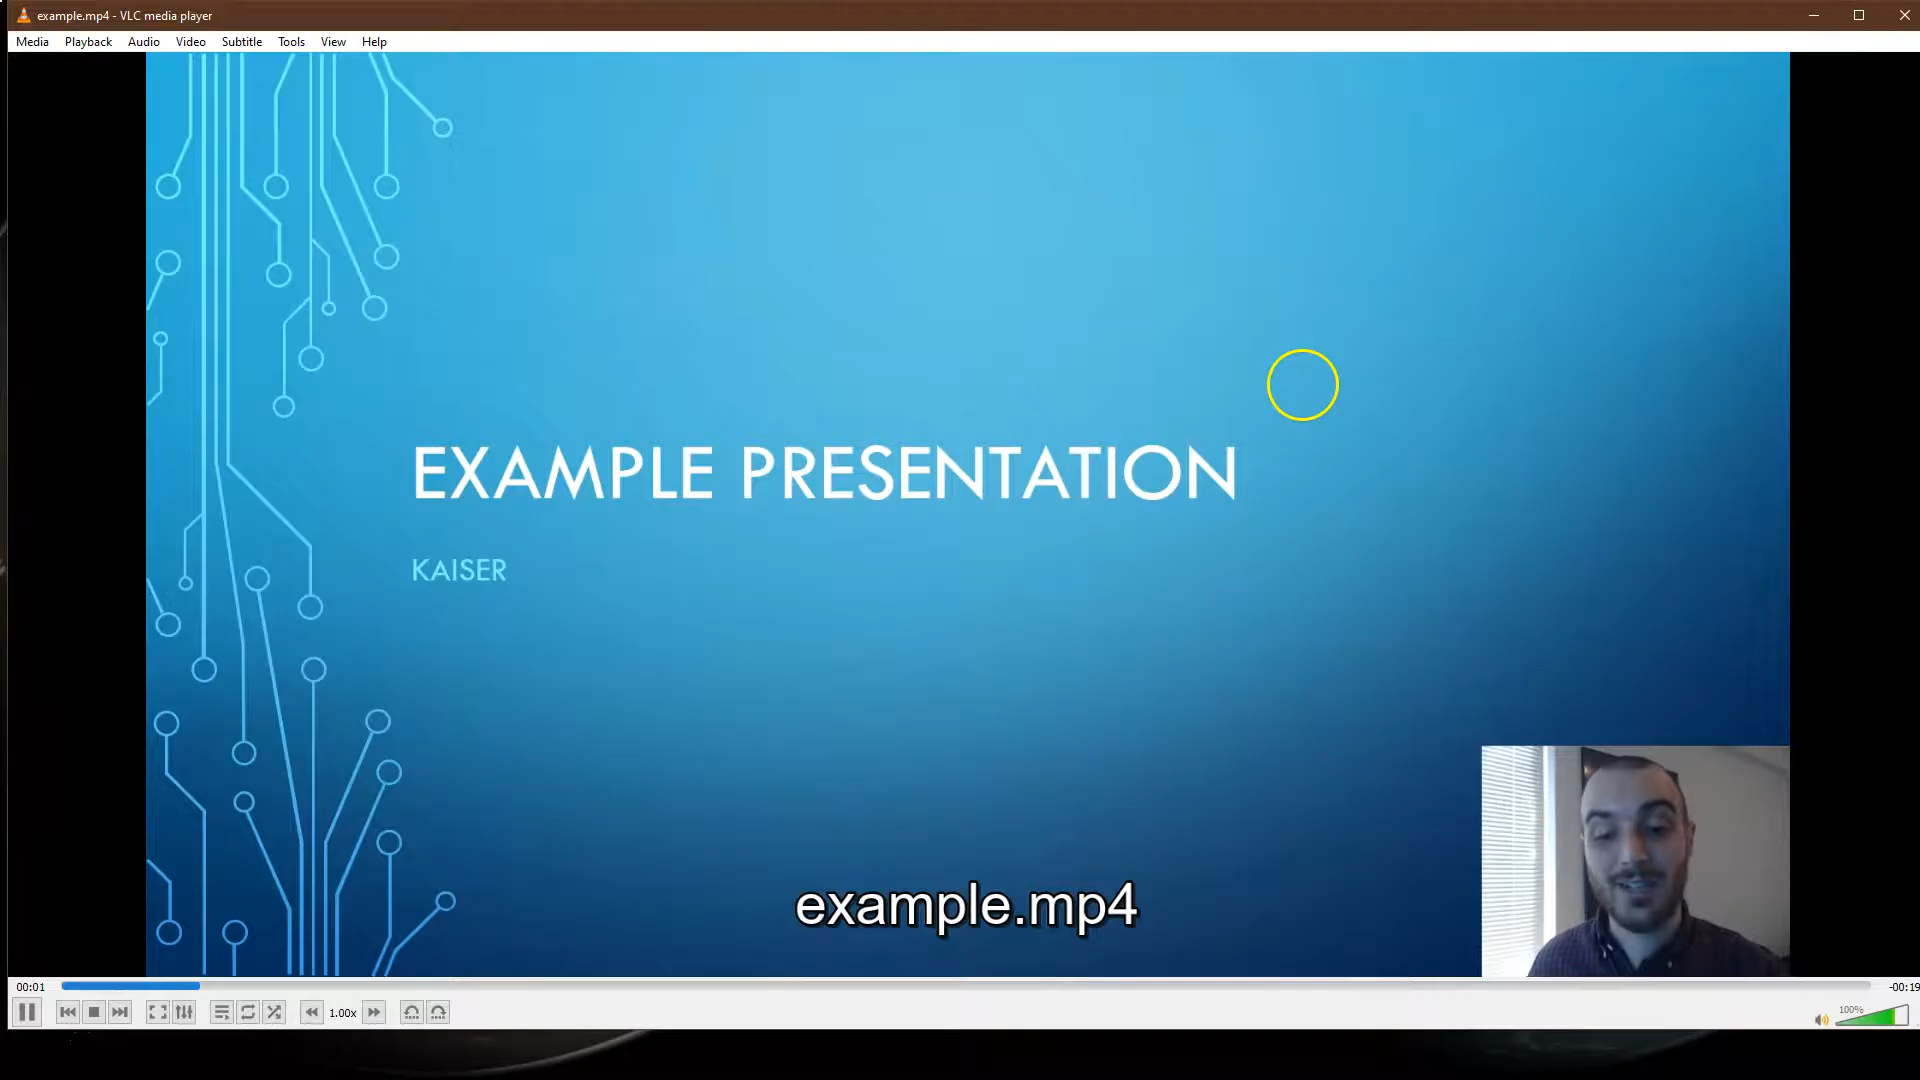 example.mp4 - VLC media player
Media Playback Audio Video Subtitle Tools View Help
EXAMPLE PRESENTATION
KAISER
example.mp4
00:01
-00:19
1.00x
100%